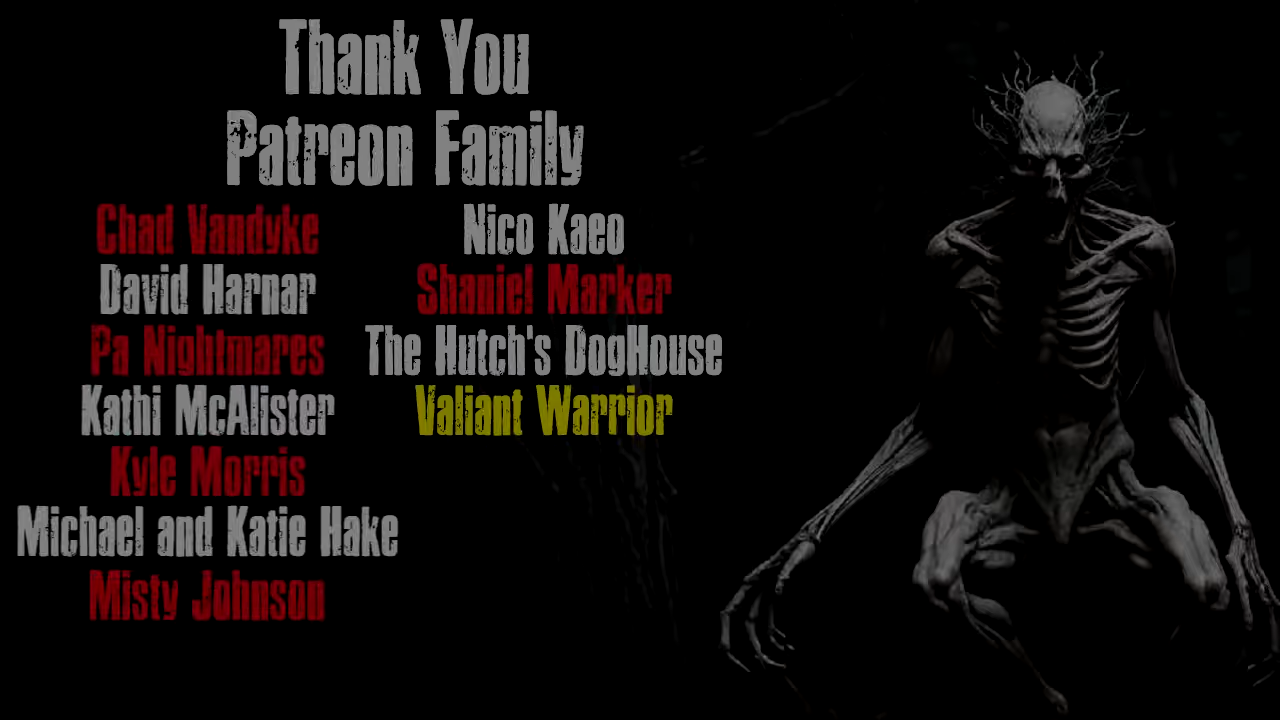 Thank You
Patreon Family
Chad Vandyke
David Harnar
Pa Nightmares
Kathi McAlister
Kyle Morris
Michael and Katie Hake
Misty Johnson
Nico Kaeo
Shaniel Marker
The Hutch's DogHouse
Valiant Warrior